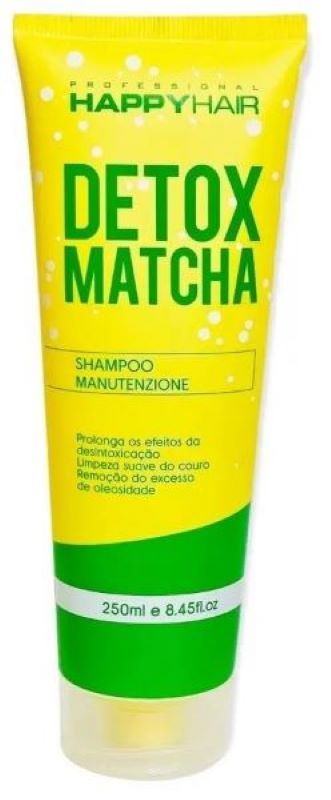 PROFESSIONAL
HAPPYHAIR
DETOX
MATCHA
SHAMPOO
MANUTENZIONE
Prolonga os efeitos da
desintoxicação
Limpeza suave do couro
Remoção do excesso
de oleosidade
250ml e 8.45fl.oz